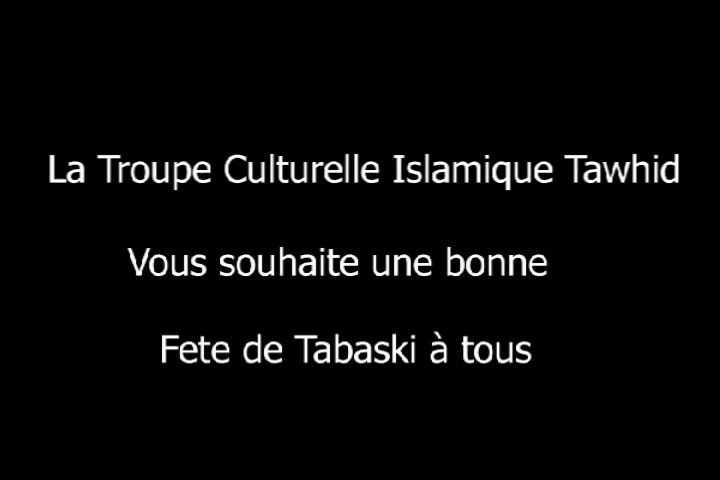 La Troupe Culturelle Islamique Tawhid
Vous souhaite une bonne
Fete de Tabaski à tous